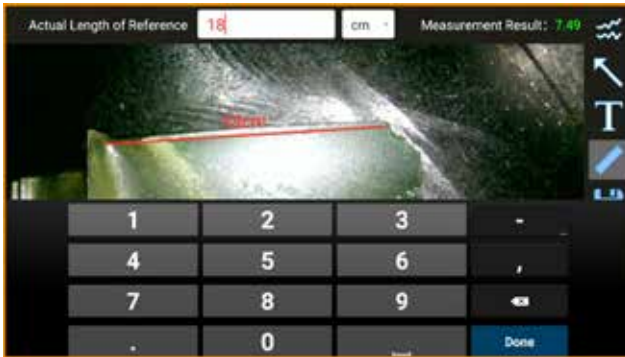 Actual Length of Reference 18 cm Measurement Result: 7.49
T
1 2 3 -
4 5 6 ,
7 8 9
. 0 Done